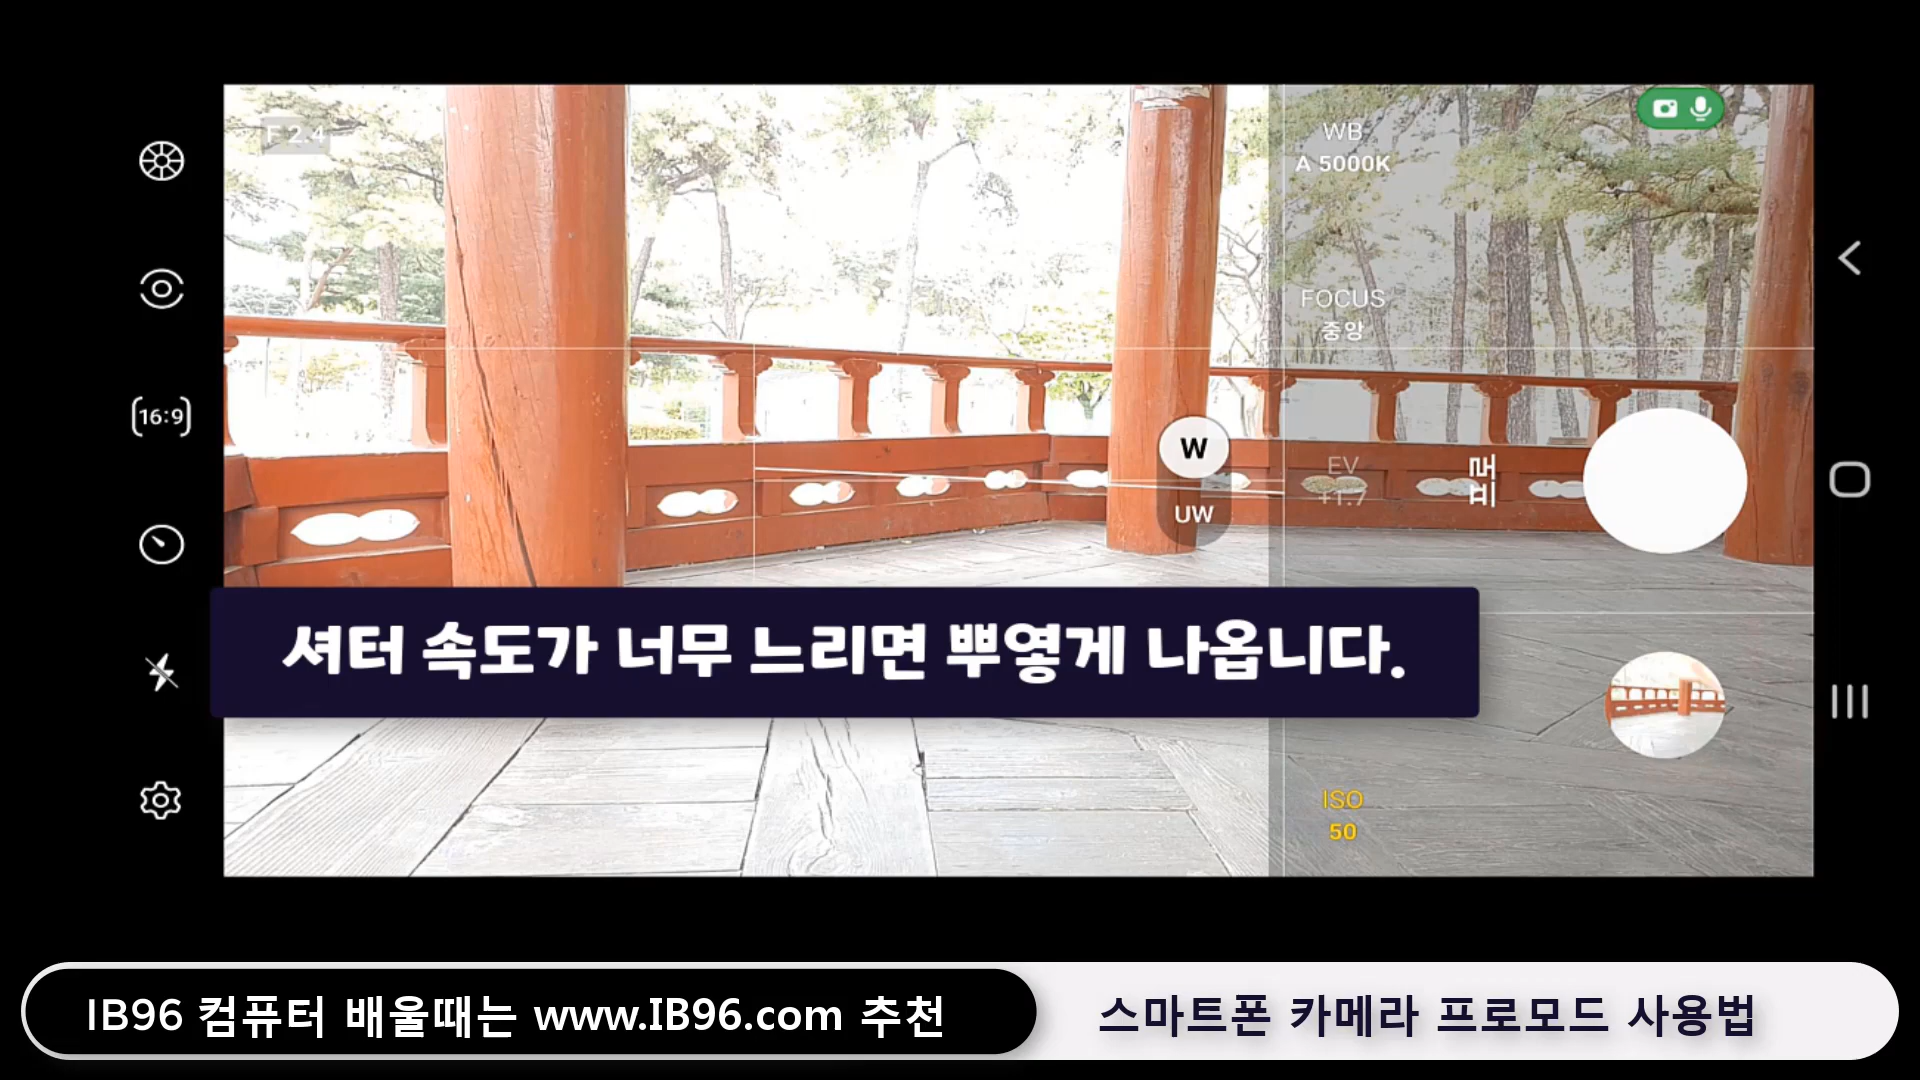 F 2.4
WB
A 5000K
FOCUS
중앙
16:9
W
UW
EV
+1.7
프로
셔터 속도가 너무 느리면 뿌옇게 나옵니다.
ISO
50
IB96 컴퓨터 배울때는 www.IB96.com 추천
스마트폰 카메라 프로모드 사용법